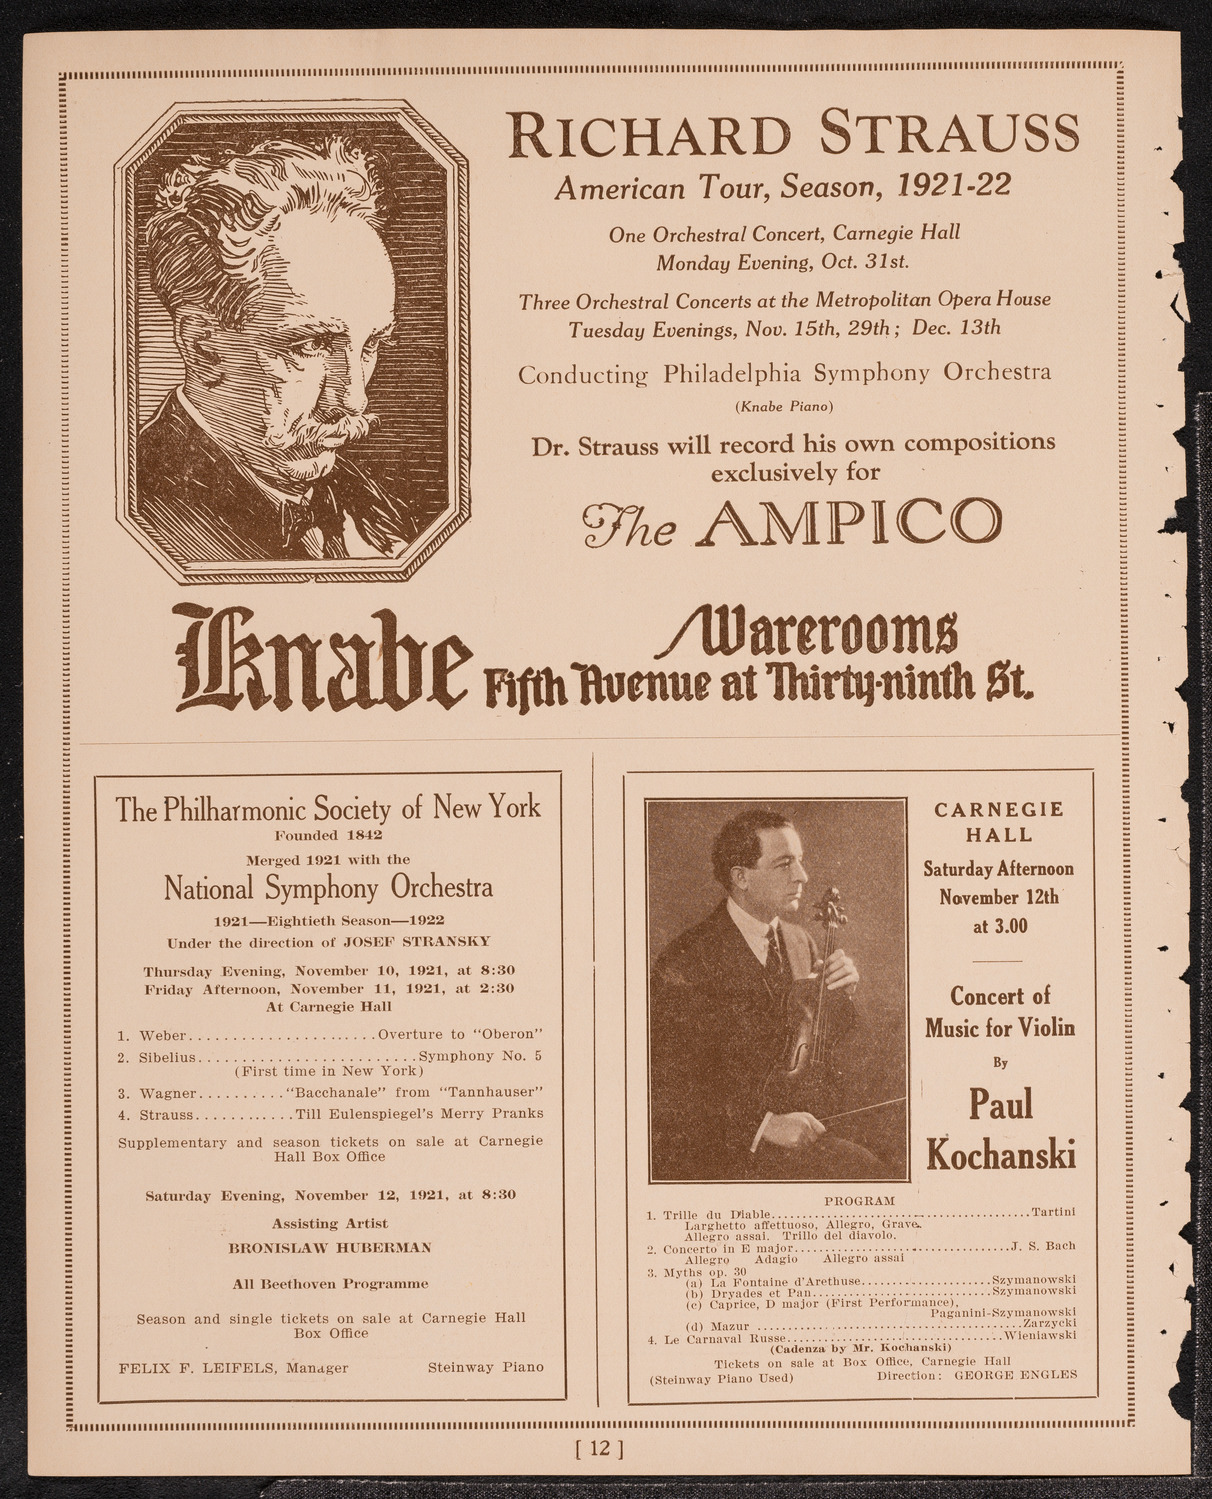 RICHARD STRAUSS
American Tour, Season, 1921-22
One Orchestral Concert, Carnegie Hall
Monday Evening, Oct. 31st.
Three Orchestral Concerts at the Metropolitan Opera House
Tuesday Evenings, Nov. 15th, 29th; Dec. 13th
Conducting Philadelphia Symphony Orchestra
(Knabe Piano)
Dr. Strauss will record his own compositions
exclusively for
The AMPICO
Knabe Warerooms
Fifth Avenue at Thirty-ninth St.
The Philharmonic Society of New York
Founded 1842
Merged 1921 with the
National Symphony Orchestra
1921—Eightieth Season—1922
Under the direction of JOSEF STRANSKY
Thursday Evening, November 10, 1921, at 8:30
Friday Afternoon, November 11, 1921, at 2:30
At Carnegie Hall
1. Weber.....................Overture to "Oberon"
2. Sibelius........................Symphony No. 5
(First time in New York)
3. Wagner.........."Bacchanale" from "Tannhauser"
4. Strauss...........Till Eulenspiegel's Merry Pranks
Supplementary and season tickets on sale at Carnegie
Hall Box Office
Saturday Evening, November 12, 1921, at 8:30
Assisting Artist
BRONISLAW HUBERMAN
All Beethoven Programme
Season and single tickets on sale at Carnegie Hall
Box Office
FELIX F. LEIFELS, Manager Steinway Piano
CARNEGIE
HALL
Saturday Afternoon
November 12th
at 3.00
Concert of
Music for Violin
By
Paul
Kochanski
PROGRAM
1. Trille du Diable..........................................Tartini
Larghetto affettuoso, Allegro, Grave.
Allegro assai. Trillo del diavolo.
2. Concerto in E major...................................J. S. Bach
Allegro Adagio Allegro assai
3. Myths op. 30
(a) La Fontaine d'Arethuse....................Szymanowski
(b) Dryades et Pan............................Szymanowski
(c) Caprice, D major (First Performance),
Paganini-Szymanowski
(d) Mazur ..........................................Zarzycki
4. Le Carnaval Russe..................................Wieniawski
(Cadenza by Mr. Kochanski)
Tickets on sale at Box Office, Carnegie Hall
(Steinway Piano Used) Direction: GEORGE ENGLES
[ 12 ]